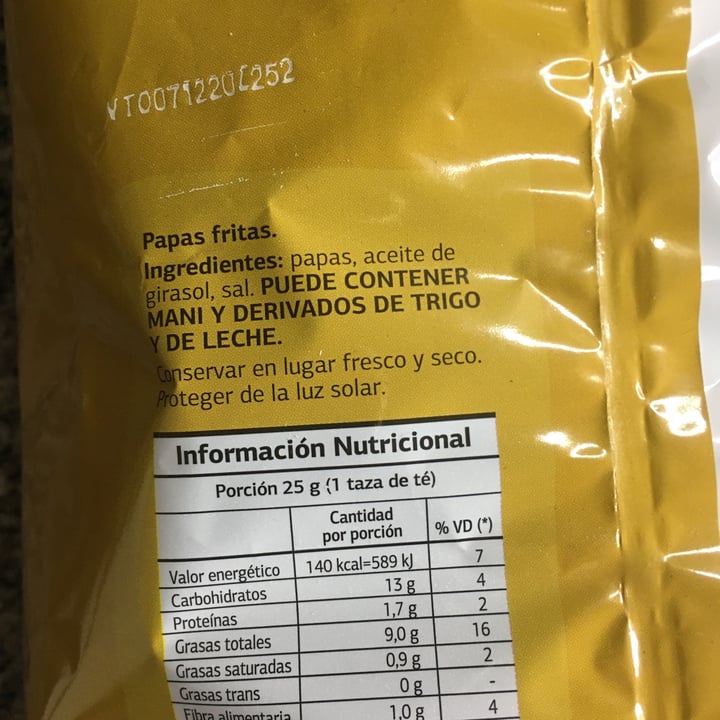 VT071220L252
Papas fritas.
Ingredientes: papas, aceite de
girasol, sal. PUEDE CONTENER
MANI Y DERIVADOS DE TRIGO
Y DE LECHE.
Conservar en lugar fresco y seco.
Proteger de la luz solar.
Información Nutricional
Porción 25 g (1 taza de té)
Cantidad
por porción
% VD (*)
Valor energético 140 kcal=589 kJ 7
Carbohidratos 13 g 4
Proteínas 1,7 g 2
Grasas totales 9,0 g 16
Grasas saturadas 0,9 g 2
Grasas trans 0 g -
Fibra alimentaria 1,0 g 4